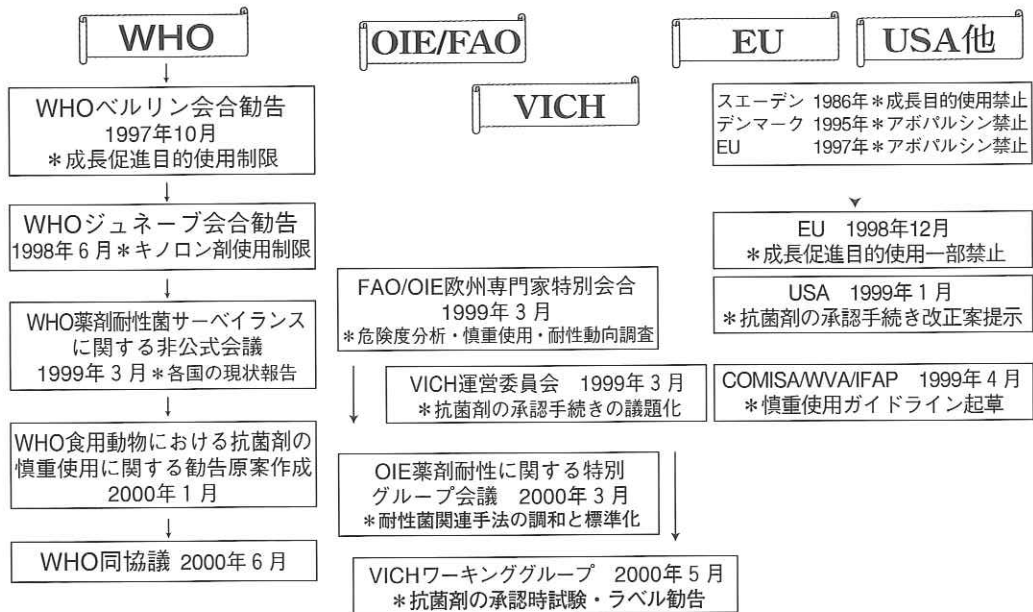 WHO
WHOベルリン会合勧告
1997年10月
＊成長促進目的使用制限
WHOジュネーブ会合勧告
1998年6月＊キノロン剤使用制限
WHO薬剤耐性菌サーベイランス
に関する非公式会議
1999年3月＊各国の現状報告
WHO食用動物における抗菌剤の
慎重使用に関する勧告原案作成
2000年1月
WHO同協議 2000年6月
OIE/FAO
VICH
FAO/OIE欧州専門家特別会合
1999年3月
＊危険度分析・慎重使用・耐性動向調査
VICH運営委員会 1999年3月
＊抗菌剤の承認手続きの議題化
OIE薬剤耐性に関する特別
グループ会議 2000年3月
＊耐性菌関連手法の調和と標準化
VICHワーキンググループ 2000年5月
＊抗菌剤の承認時試験・ラベル勧告
EU
USA他
スエーデン 1986年＊成長目的使用禁止
デンマーク 1995年＊アボパルシン禁止
EU 1997年＊アボパルシン禁止
EU 1998年12月
＊成長促進目的使用一部禁止
USA 1999年1月
＊抗菌剤の承認手続き改正案提示
COMISA/WVA/IFAP 1999年4月
＊慎重使用ガイドライン起草